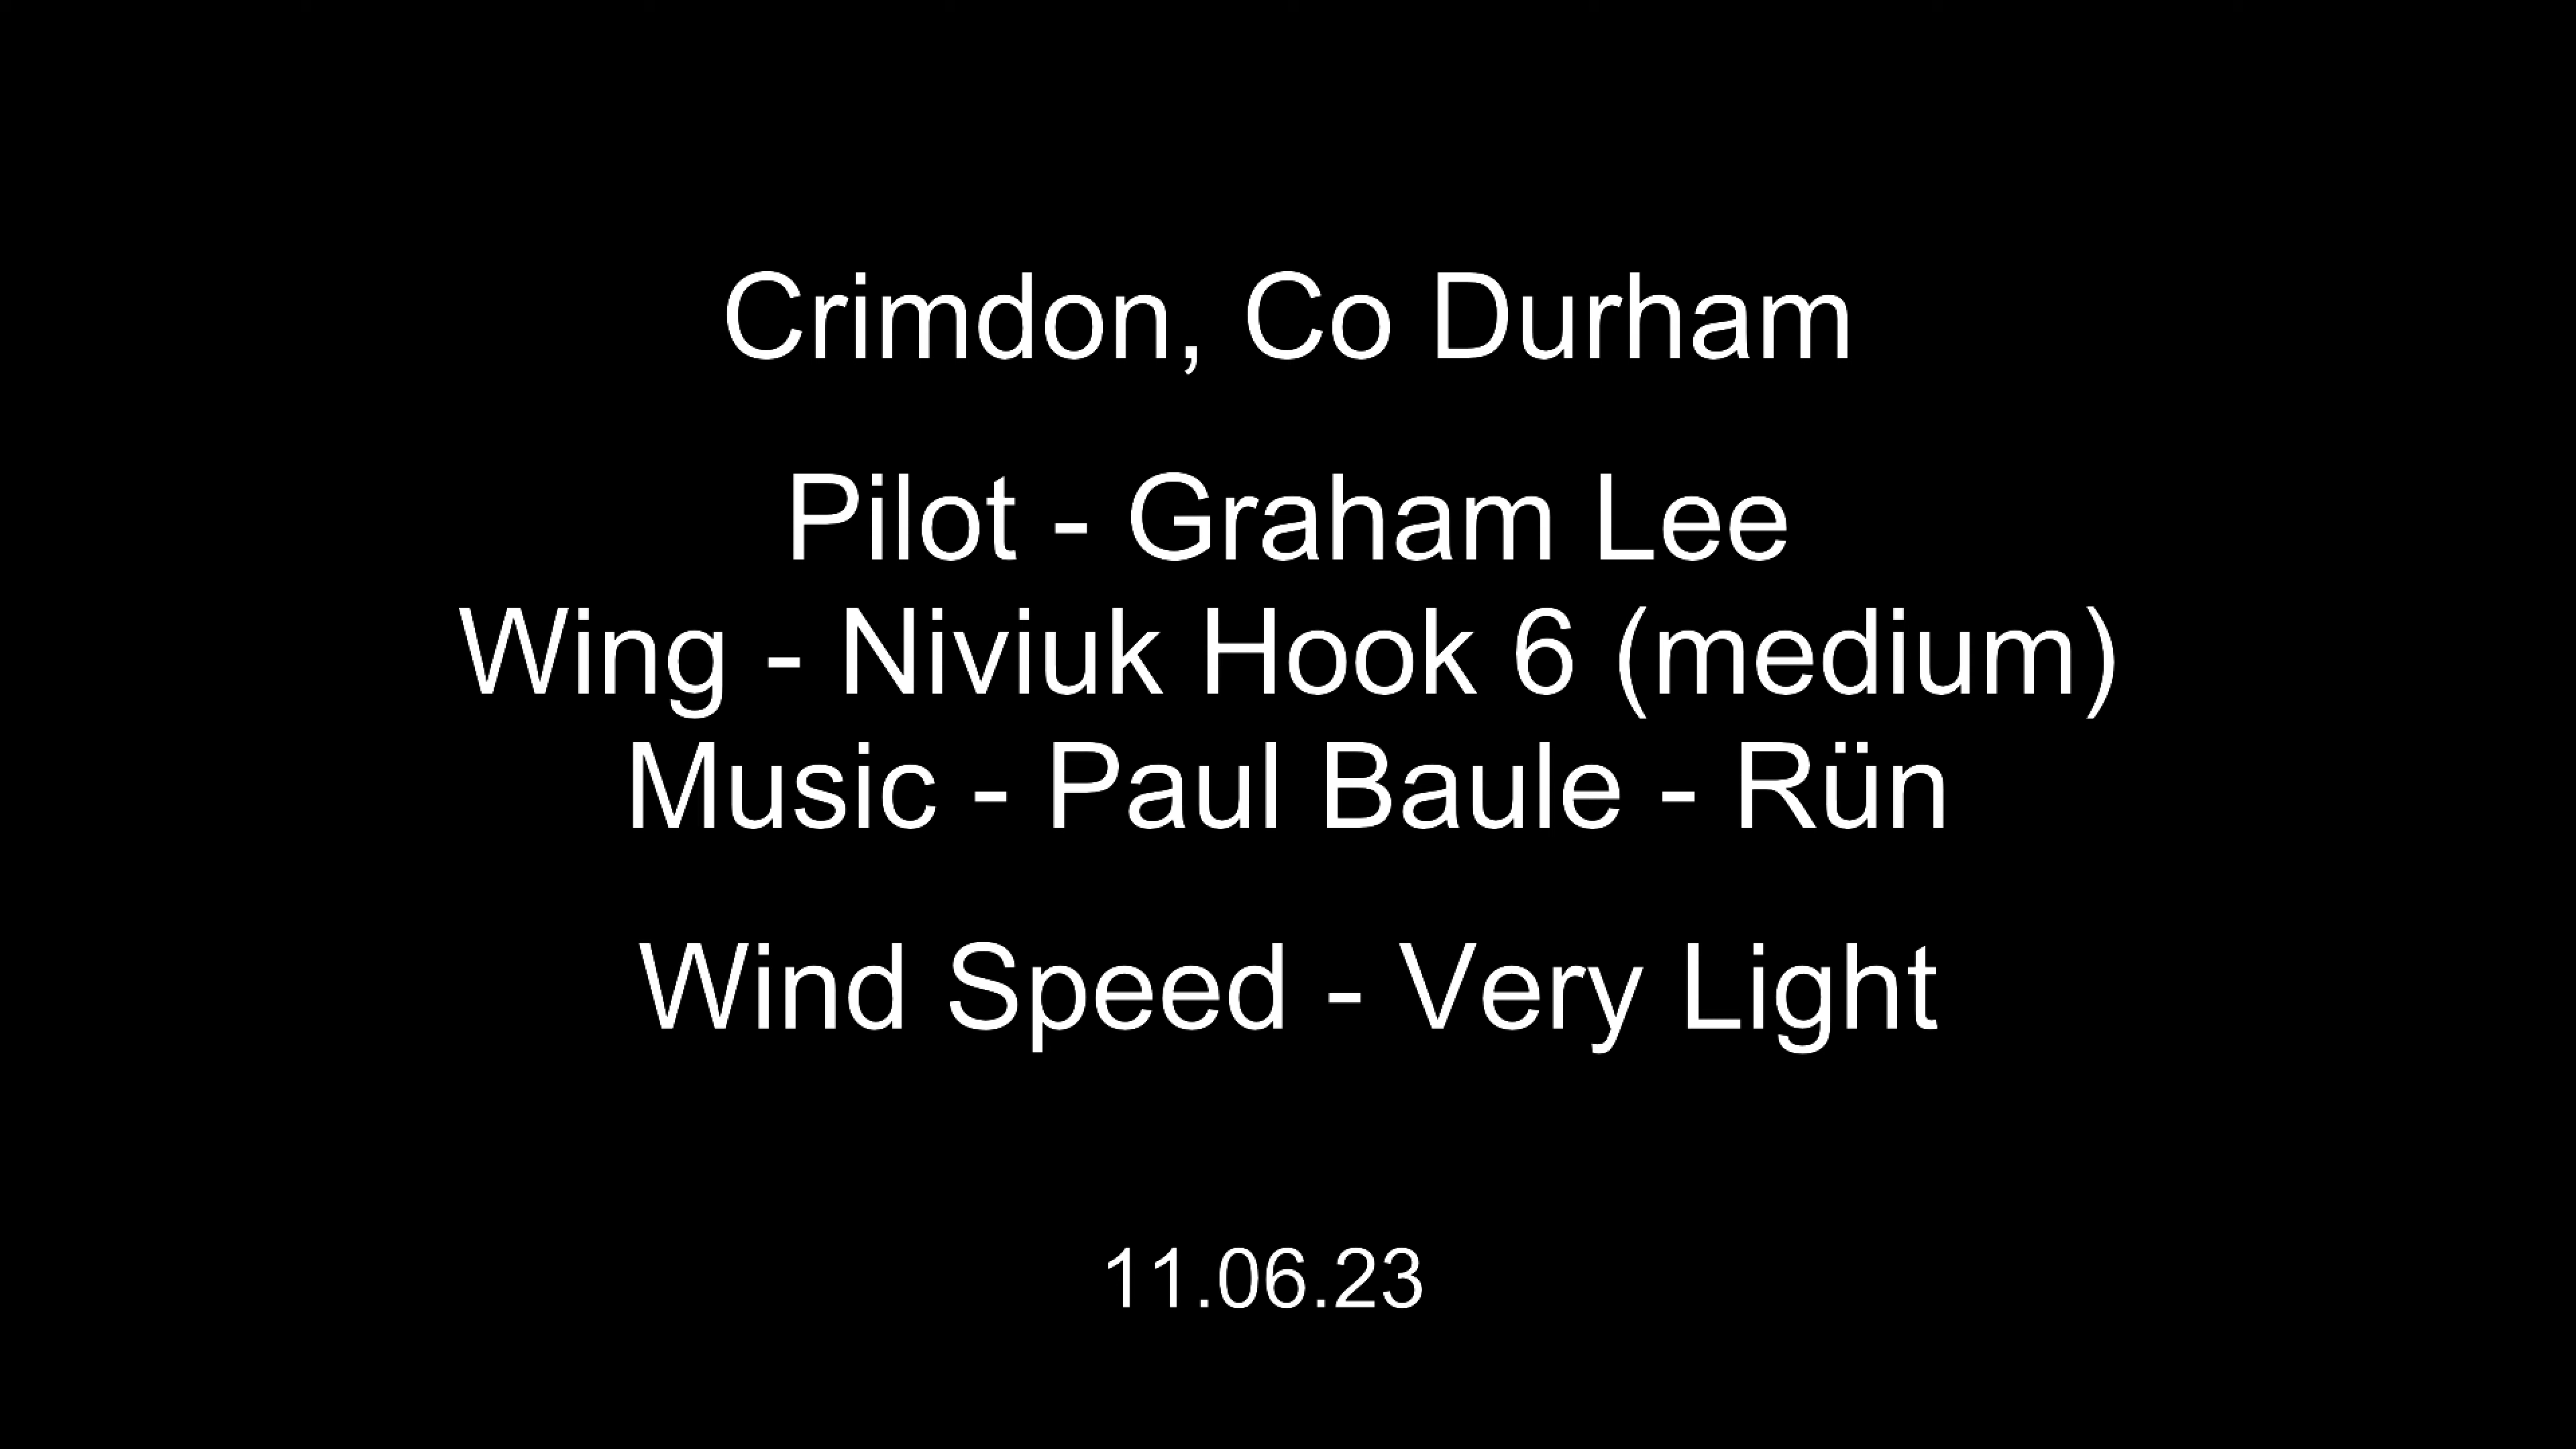 Crimdon, Co Durham
Pilot - Graham Lee
Wing - Niviuk Hook 6 (medium)
Music - Paul Baule - Rün
Wind Speed - Very Light
11.06.23